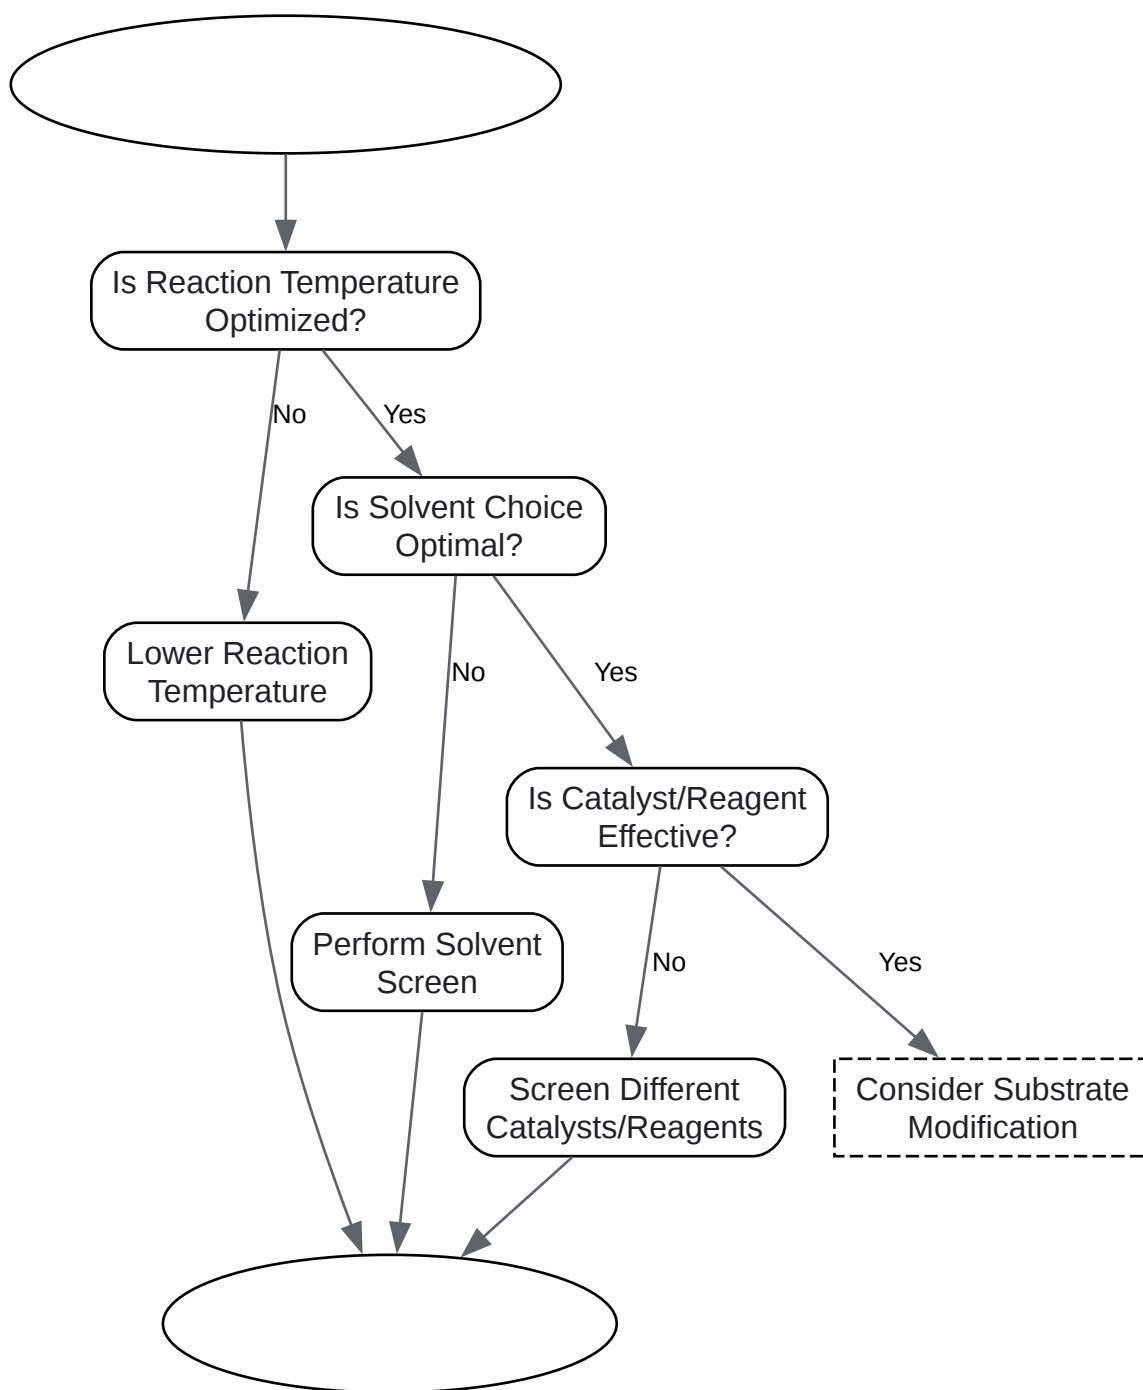 Is Reaction Temperature
Optimized?
No
Yes
Is Solvent Choice
Optimal?
Lower Reaction
Temperature
No
Yes
Is Catalyst/Reagent
Effective?
Perform Solvent
Screen
No
Yes
Screen Different
Catalysts/Reagents
Consider Substrate
Modification